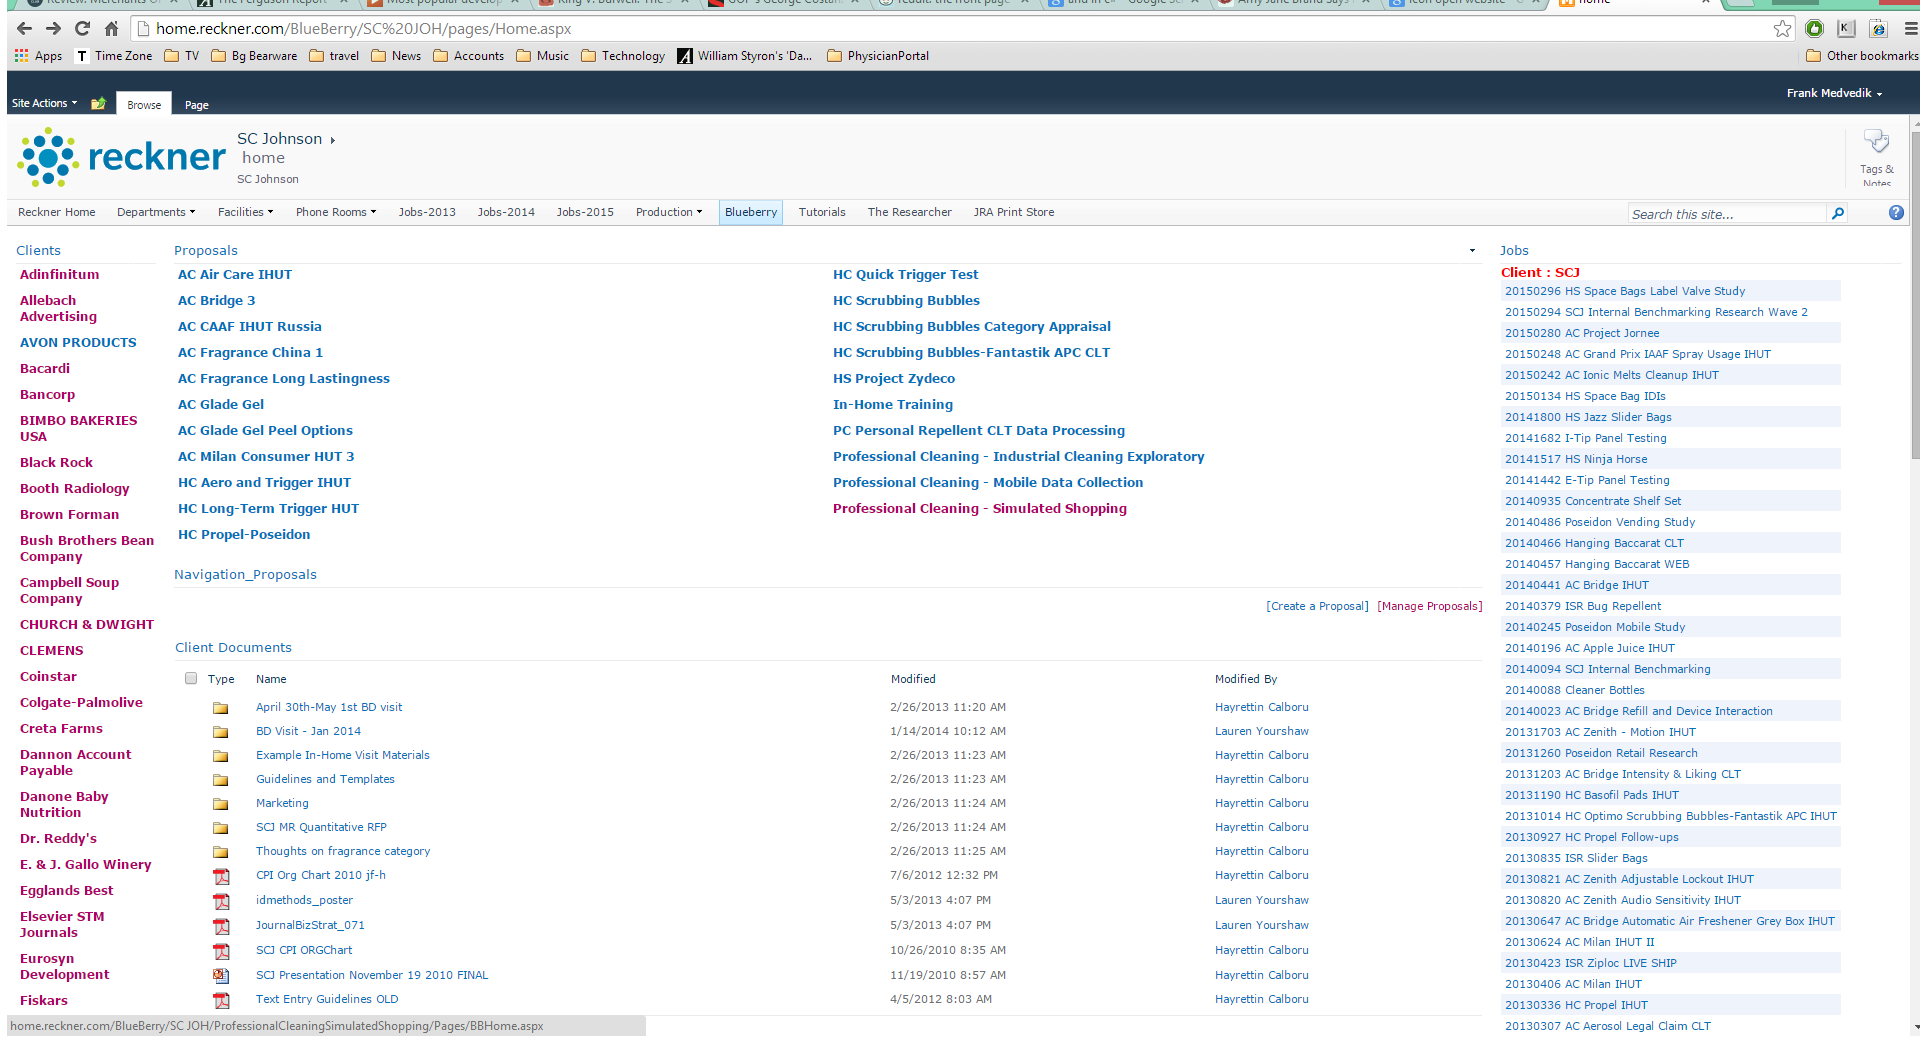 Review: Merchants O
The Ferguson Report
Most popular develop
King v. Burwell: The S
GOP's George Costan
reddit: the front page
Google Sc
Amy Jane Brand Says
icon open website - G
home
home.reckner.com/BlueBerry/SC%20JOH/pages/Home.aspx
Apps
T Time Zone
TV
Bg Bearware
travel
News
Accounts
Music
Technology
A William Styron's 'Da...
PhysicianPortal
Other bookmarks
Site Actions
Browse
Page
Frank Medvedik
reckner
SC Johnson
home
SC Johnson
Tags &
Notes
Reckner Home
Departments
Facilities
Phone Rooms
Jobs-2013
Jobs-2014
Jobs-2015
Production
Blueberry
Tutorials
The Researcher
JRA Print Store
Search this site...
Clients
Adinfinitum
Allebach
Advertising
AVON PRODUCTS
Bacardi
Bancorp
BIMBO BAKERIES
USA
Black Rock
Booth Radiology
Brown Forman
Bush Brothers Bean
Company
Campbell Soup
Company
CHURCH & DWIGHT
CLEMENS
Coinstar
Colgate-Palmolive
Creta Farms
Dannon Account
Payable
Danone Baby
Nutrition
Dr. Reddy's
E. & J. Gallo Winery
Egglands Best
Elsevier STM
Journals
Eurosyn
Development
Fiskars
Proposals
AC Air Care IHUT
AC Bridge 3
AC CAAF IHUT Russia
AC Fragrance China 1
AC Fragrance Long Lastingness
AC Glade Gel
AC Glade Gel Peel Options
AC Milan Consumer HUT 3
HC Aero and Trigger IHUT
HC Long-Term Trigger HUT
HC Propel-Poseidon
HC Quick Trigger Test
HC Scrubbing Bubbles
HC Scrubbing Bubbles Category Appraisal
HC Scrubbing Bubbles-Fantastik APC CLT
HS Project Zydeco
In-Home Training
PC Personal Repellent CLT Data Processing
Professional Cleaning - Industrial Cleaning Exploratory
Professional Cleaning - Mobile Data Collection
Professional Cleaning - Simulated Shopping
Navigation_Proposals
[Create a Proposal] [Manage Proposals]
Client Documents
Type Name Modified Modified By
April 30th-May 1st BD visit 2/26/2013 11:20 AM Hayrettin Calboru
BD Visit - Jan 2014 1/14/2014 10:12 AM Lauren Yourshaw
Example In-Home Visit Materials 2/26/2013 11:23 AM Hayrettin Calboru
Guidelines and Templates 2/26/2013 11:23 AM Hayrettin Calboru
Marketing 2/26/2013 11:24 AM Hayrettin Calboru
SCJ MR Quantitative RFP 2/26/2013 11:24 AM Hayrettin Calboru
Thoughts on fragrance category 2/26/2013 11:25 AM Hayrettin Calboru
CPI Org Chart 2010 jf-h 7/6/2012 12:32 PM Hayrettin Calboru
idmethods_poster 5/3/2013 4:07 PM Lauren Yourshaw
JournalBizStrat_071 5/3/2013 4:07 PM Lauren Yourshaw
SCJ CPI ORGChart 10/26/2010 8:35 AM Hayrettin Calboru
SCJ Presentation November 19 2010 FINAL 11/19/2010 8:57 AM Hayrettin Calboru
Text Entry Guidelines OLD 4/5/2012 8:03 AM Hayrettin Calboru
Jobs
Client : SCJ
20150296 HS Space Bags Label Valve Study
20150294 SCJ Internal Benchmarking Research Wave 2
20150280 AC Project Jornee
20150248 AC Grand Prix IAAF Spray Usage IHUT
20150242 AC Ionic Melts Cleanup IHUT
20150134 HS Space Bag IDIs
20141800 HS Jazz Slider Bags
20141682 I-Tip Panel Testing
20141517 HS Ninja Horse
20141442 E-Tip Panel Testing
20140935 Concentrate Shelf Set
20140486 Poseidon Vending Study
20140466 Hanging Baccarat CLT
20140457 Hanging Baccarat WEB
20140441 AC Bridge IHUT
20140379 ISR Bug Repellent
20140245 Poseidon Mobile Study
20140196 AC Apple Juice IHUT
20140094 SCJ Internal Benchmarking
20140088 Cleaner Bottles
20140023 AC Bridge Refill and Device Interaction
20131703 AC Zenith - Motion IHUT
20131260 Poseidon Retail Research
20131203 AC Bridge Intensity & Liking CLT
20131190 HC Basofil Pads IHUT
20131014 HC Optimo Scrubbing Bubbles-Fantastik APC IHUT
20130927 HC Propel Follow-ups
20130835 ISR Slider Bags
20130821 AC Zenith Adjustable Lockout IHUT
20130820 AC Zenith Audio Sensitivity IHUT
20130647 AC Bridge Automatic Air Freshener Grey Box IHUT
20130624 AC Milan IHUT II
20130423 ISR Ziploc LIVE SHIP
20130406 AC Milan IHUT
20130336 HC Propel IHUT
20130307 AC Aerosol Legal Claim CLT
home.reckner.com/BlueBerry/SC JOH/ProfessionalCleaningSimulatedShopping/Pages/BBHome.aspx